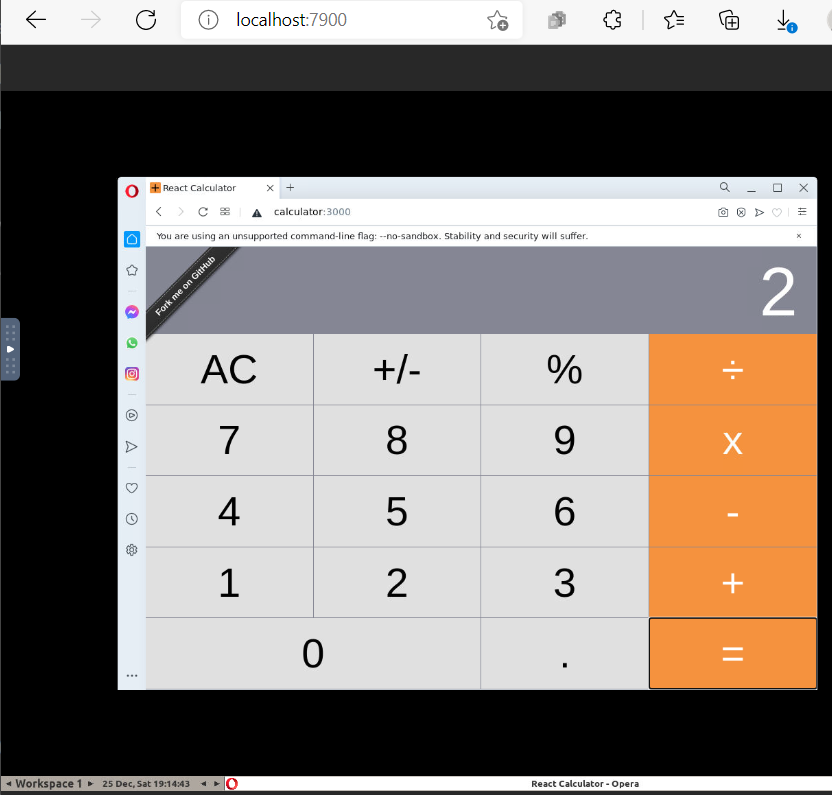 localhost:7900
React Calculator
calculator:3000
You are using an unsupported command-line flag: --no-sandbox. Stability and security will suffer.
Fork me on GitHub
2
AC +/- % ÷
7 8 9 x
4 5 6 -
1 2 3 +
0 . =
Workspace 1 25 Dec, Sat 19:14:43 React Calculator - Opera